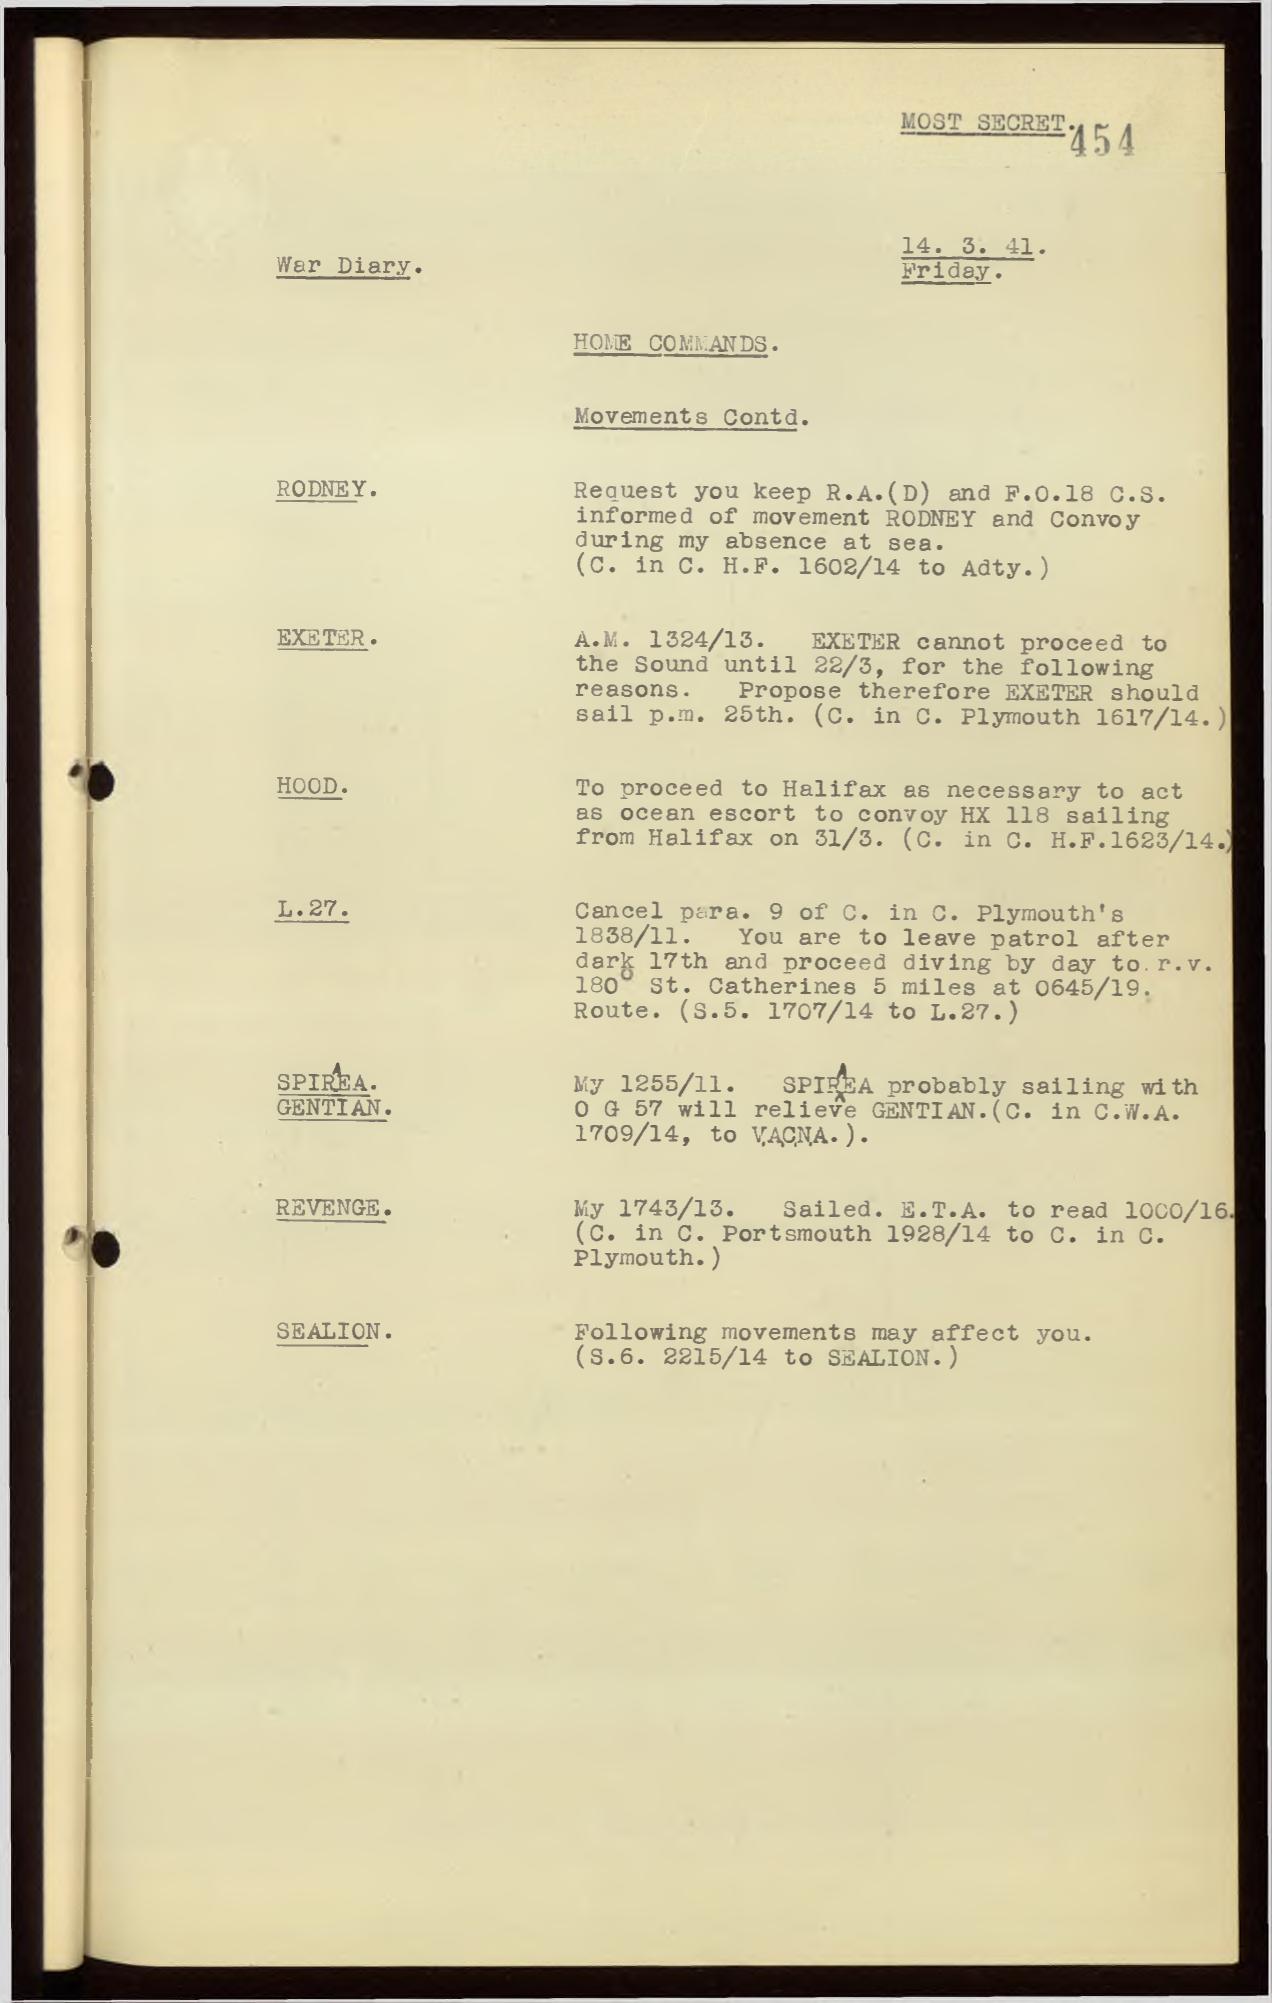 MOST SECRET.
454
14. 3. 41.
War Diary.
Friday.
HOME COMMANDS.
Movements Contd.
RODNEY.
Request you keep R.A.(D) and F.O.18 C.S.
informed of movement RODNEY and Convoy
during my absence at sea.
(C. in C. H.F. 1602/14 to Adty.)
EXETER.
A.M. 1324/13. EXETER cannot proceed to
the Sound until 22/3, for the following
reasons. Propose therefore EXETER should
sail p.m. 25th. (C. in C. Plymouth 1617/14.)
HOOD.
To proceed to Halifax as necessary to act
as ocean escort to convoy HX 118 sailing
from Halifax on 31/3. (C. in C. H.F.1623/14.)
L.27.
Cancel para. 9 of C. in C. Plymouth's
1838/11. You are to leave patrol after
dark 17th and proceed diving by day to r.v.
180° St. Catherines 5 miles at 0645/19.
Route. (S.5. 1707/14 to L.27.)
SPIRAEA.
GENTIAN.
My 1255/11. SPIRAEA probably sailing with
O G 57 will relieve GENTIAN.(C. in C.W.A.
1709/14, to V.A.C.N.A.).
REVENGE.
My 1743/13. Sailed. E.T.A. to read 1000/16.
(C. in C. Portsmouth 1928/14 to C. in C.
Plymouth.)
SEALION.
Following movements may affect you.
(S.6. 2215/14 to SEALION.)